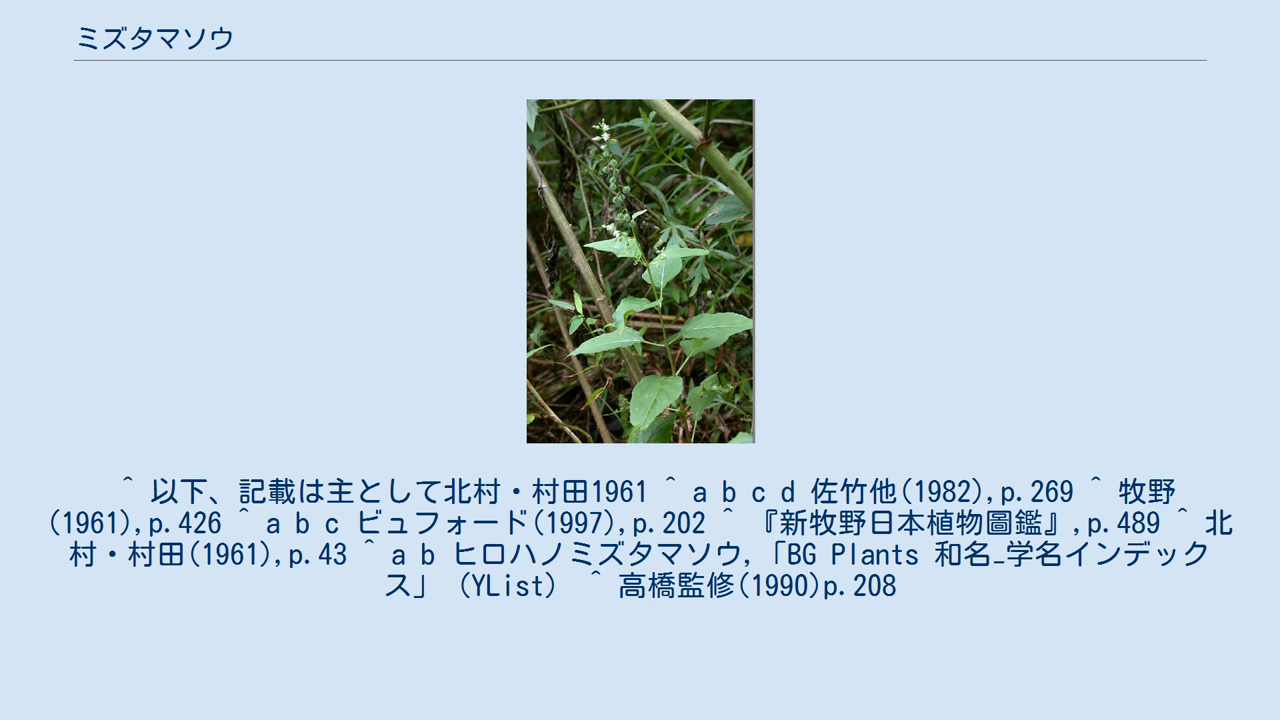 ミズタマソウ
^ 以下、記載は主として北村・村田1961 ^ a b c d 佐竹他(1982),p.269 ^ 牧野
(1961),p.426 ^ a b c ビュフォード(1997),p.202 ^ 『新牧野日本植物圖鑑』,p.489 ^ 北
村・村田(1961),p.43 ^ a b ヒロハノミズタマソウ,「BG Plants 和名−学名インデック
ス」（YList） ^ 高橋監修(1990)p.208